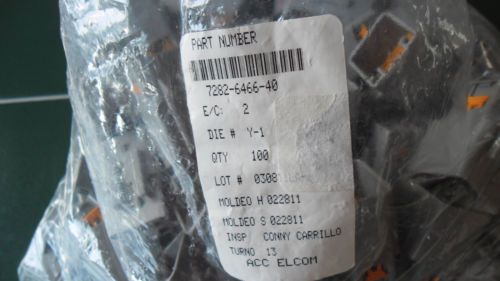 PART NUMBER
7282-6466-40
E/C: 2
DIE # Y-1
QTY 100
LOT #
MOLDEO H 022811
MOLDEO S 022811
INSP CONNY CARRILLO
TURNO 13
ACC ELCOM